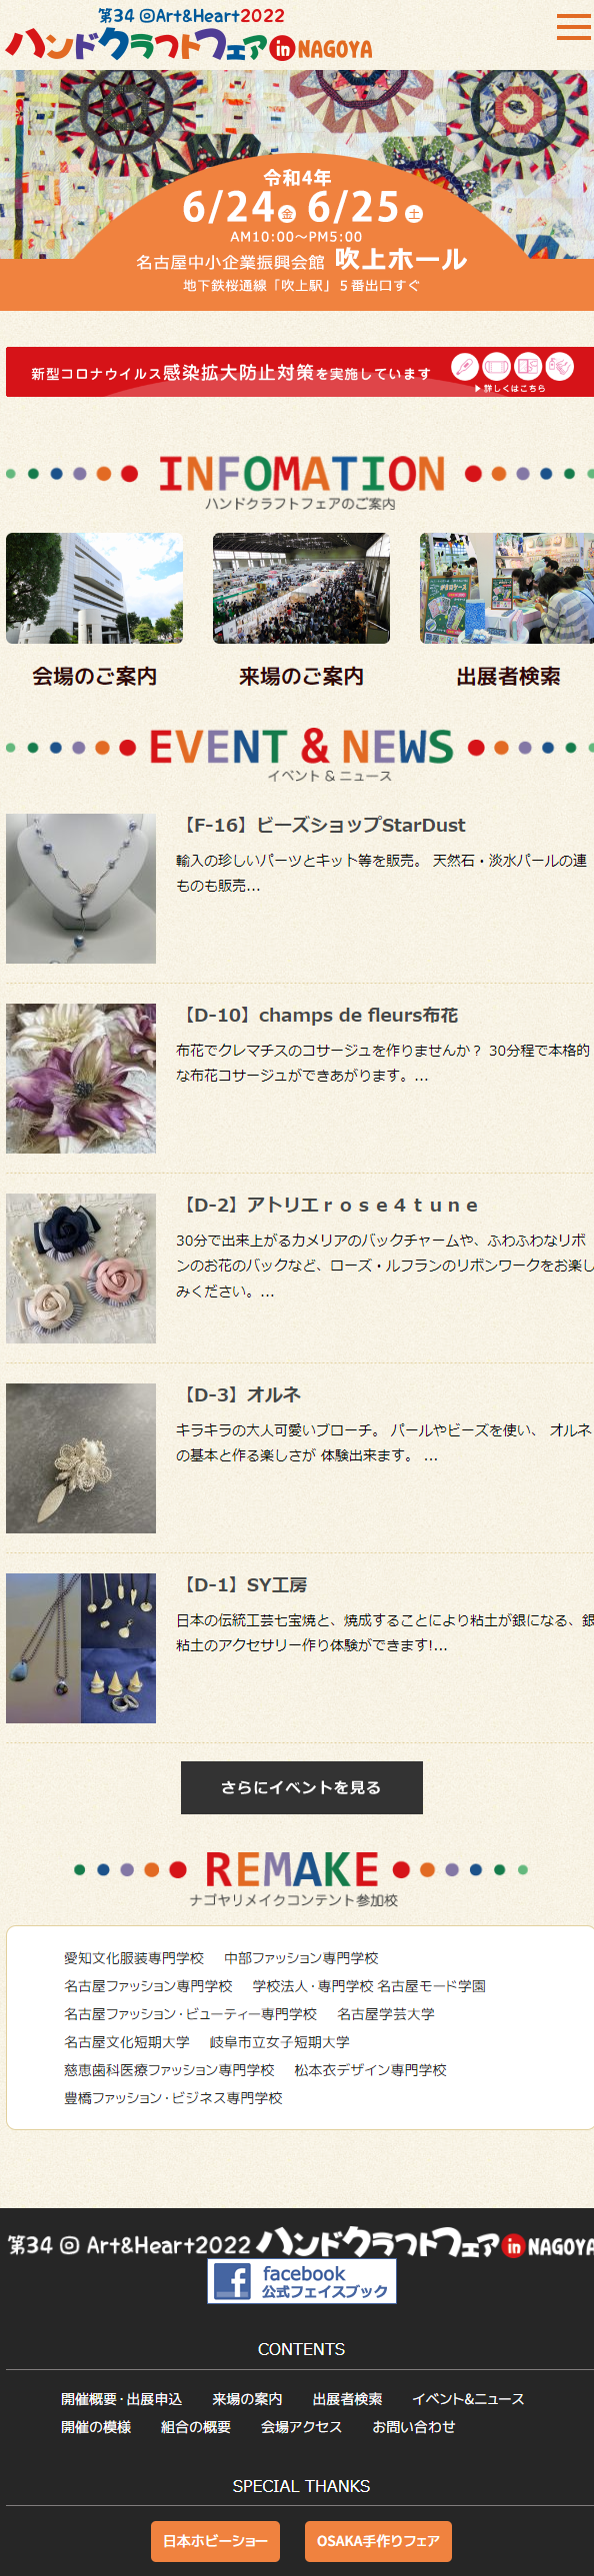 第34回Art&Heart2022
ハンドクラフトフェア in NAGOYA
令和4年
6/24金 6/25土
AM10:00〜PM5:00
名古屋中小企業振興会館 吹上ホール
地下鉄桜通線「吹上駅」5番出口すぐ
新型コロナウイルス感染拡大防止対策を実施しています
▶詳しくはこちら
INFOMATION
ハンドクラフトフェアのご案内
会場のご案内 来場のご案内 出展者検索
EVENT & NEWS
イベント & ニュース
【F-16】ビーズショップStarDust
輸入の珍しいパーツとキット等を販売。 天然石・淡水パールの連
ものも販売...
【D-10】champs de fleurs布花
布花でクレマチスのコサージュを作りませんか？ 30分程で本格的
な布花コサージュができあがります。...
【D-2】アトリエｒｏｓｅ４ｔｕｎｅ
30分で出来上がるカメリアのバックチャームや、ふわふわなリボ
ンのお花のバックなど、ローズ・ルフランのリボンワークをお楽し
みください。...
【D-3】オルネ
キラキラの大人可愛いブローチ。 パールやビーズを使い、 オルネ
の基本と作る楽しさが 体験出来ます。 ...
【D-1】SY工房
日本の伝統工芸七宝焼と、焼成することにより粘土が銀になる、銀
粘土のアクセサリー作り体験ができます!...
さらにイベントを見る
REMAKE
ナゴヤリメイクコンテント参加校
愛知文化服装専門学校 中部ファッション専門学校
名古屋ファッション専門学校 学校法人・専門学校 名古屋モード学園
名古屋ファッション・ビューティー専門学校 名古屋学芸大学
名古屋文化短期大学 岐阜市立女子短期大学
慈恵歯科医療ファッション専門学校 松本衣デザイン専門学校
豊橋ファッション・ビジネス専門学校
第34回 Art&Heart2022 ハンドクラフトフェア in NAGOYA
facebook
公式フェイスブック
CONTENTS
開催概要・出展申込 来場の案内 出展者検索 イベント&ニュース
開催の模様 組合の概要 会場アクセス お問い合わせ
SPECIAL THANKS
日本ホビーショー OSAKA手作りフェア